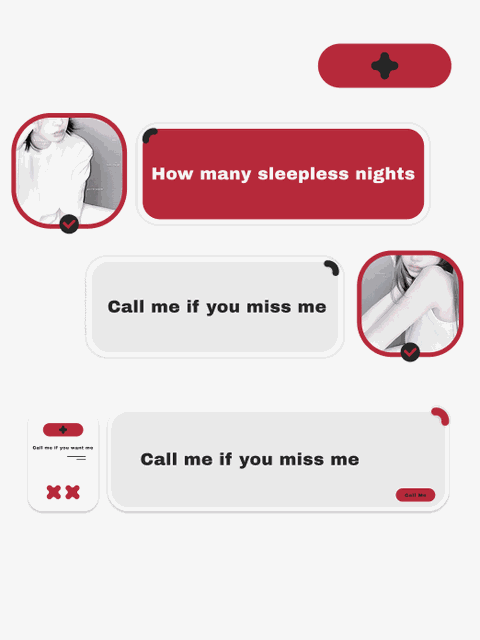 How many sleepless nights
Call me if you miss me
Call me if you want me
Call me if you miss me
Call Me